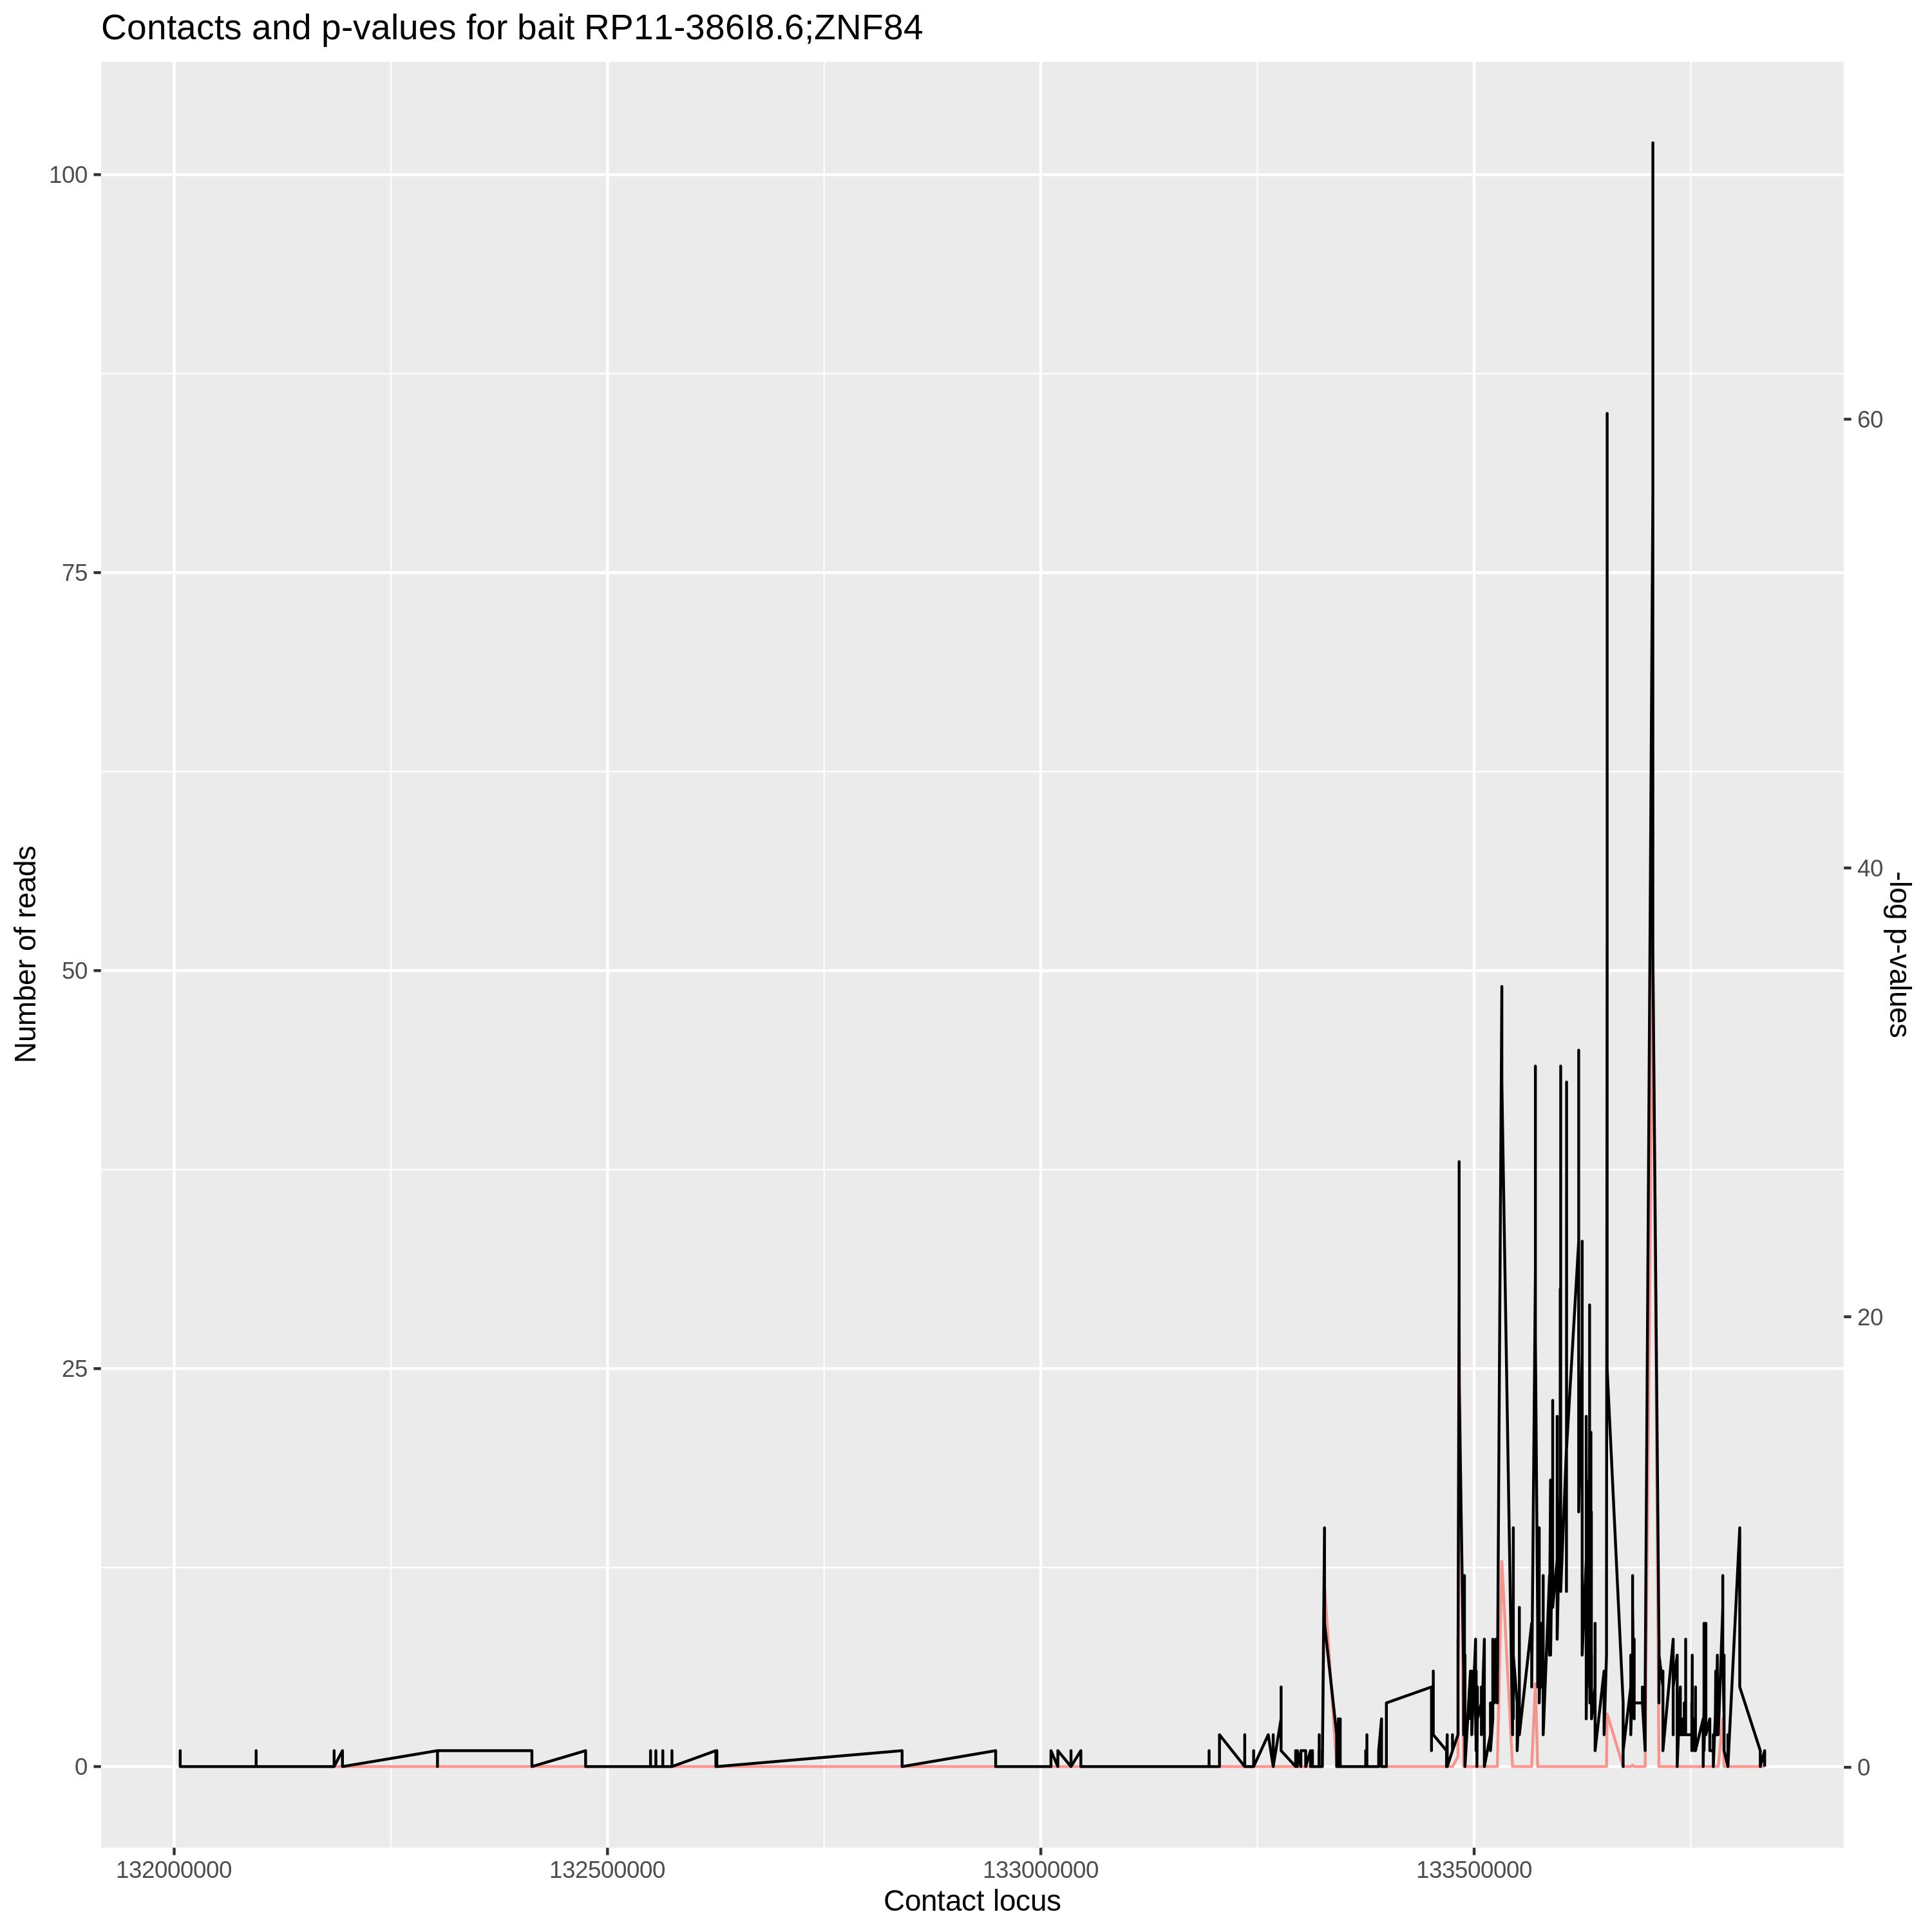 Contacts and p-values for bait RP11-386I8.6;ZNF84
100
75
50
25
0
Number of reads
60
40
20
0
-log p-values
132000000 132500000 133000000 133500000
Contact locus